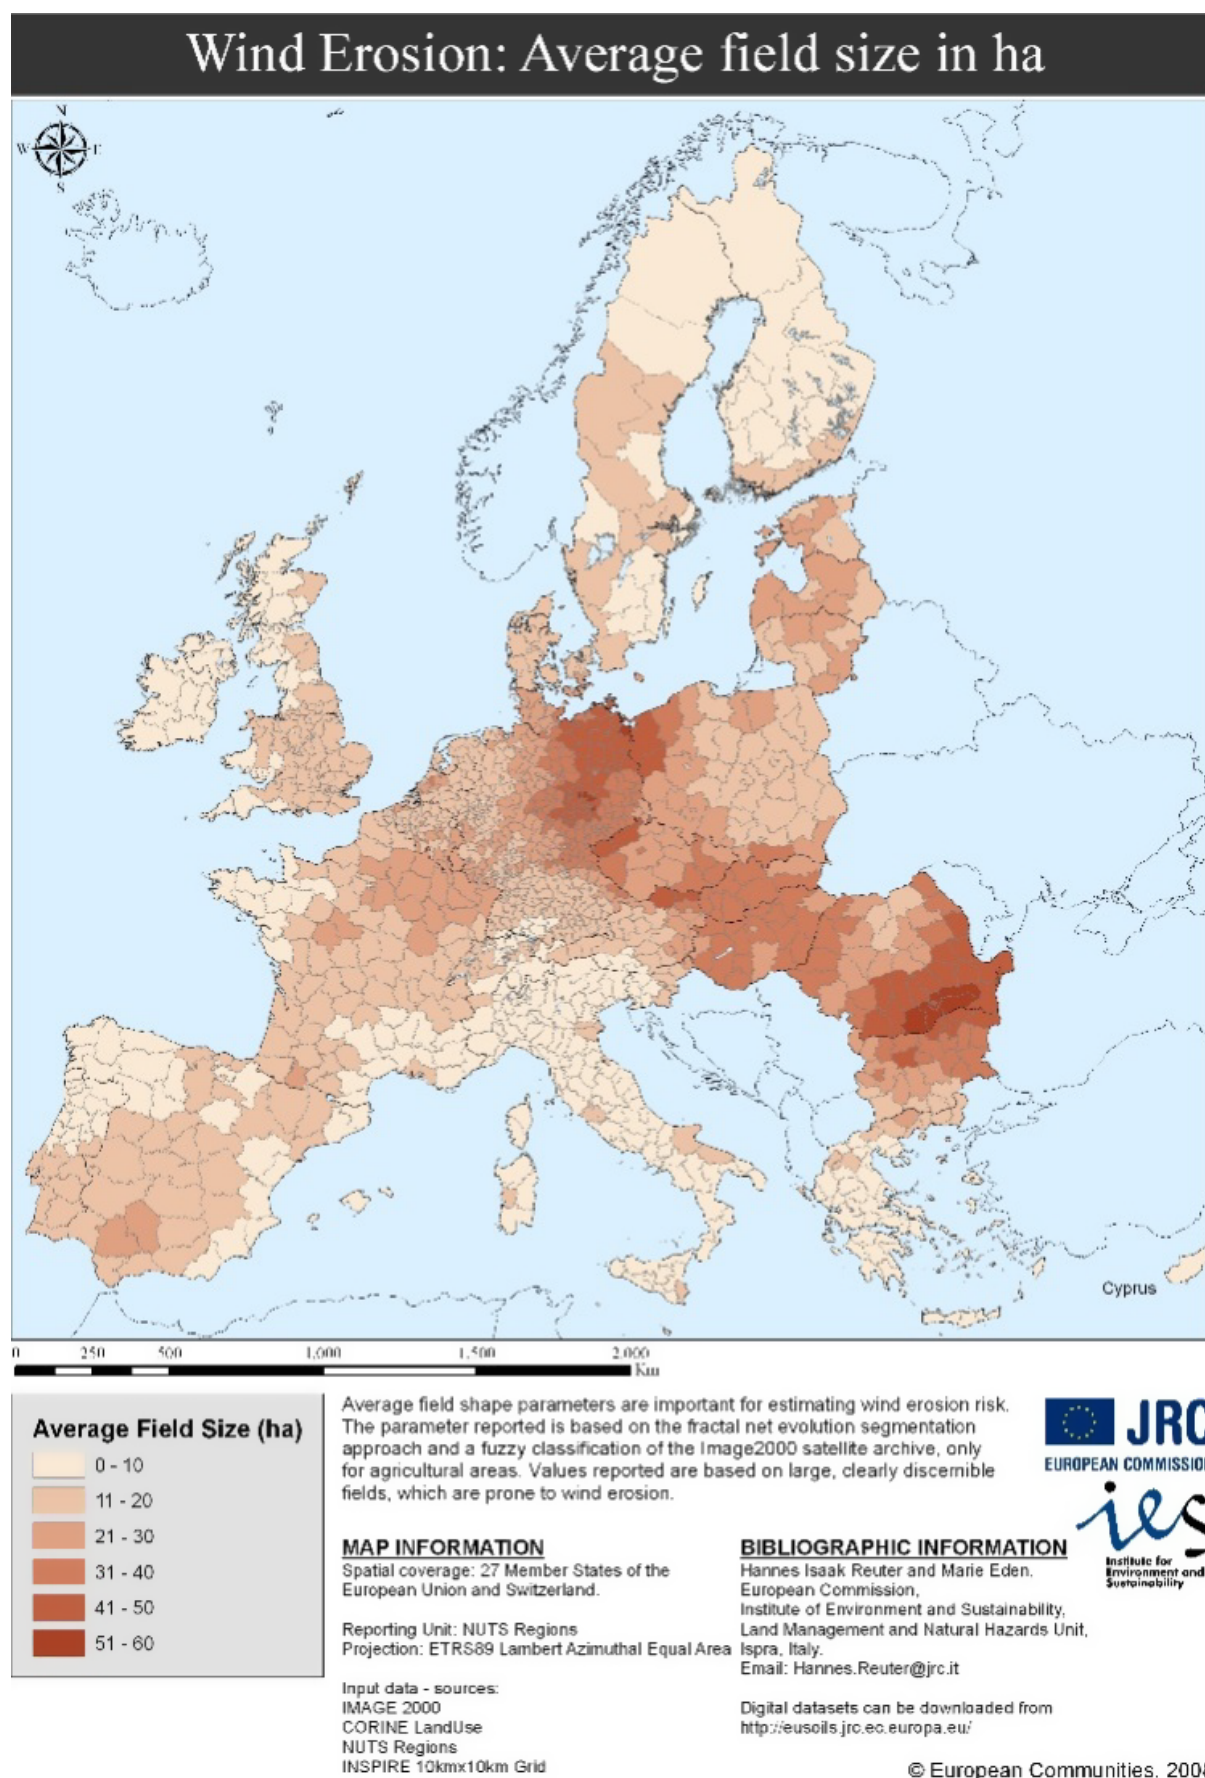 Wind Erosion: Average field size in ha
N
W E
S
Cyprus
0 250 500 1,000 1,500 2,000
Km
Average Field Size (ha)
0 - 10
11 - 20
21 - 30
31 - 40
41 - 50
51 - 60
Average field shape parameters are important for estimating wind erosion risk.
The parameter reported is based on the fractal net evolution segmentation
approach and a fuzzy classification of the Image2000 satellite archive, only
for agricultural areas. Values reported are based on large, clearly discernible
fields, which are prone to wind erosion.
MAP INFORMATION
Spatial coverage: 27 Member States of the
European Union and Switzerland.
Reporting Unit: NUTS Regions
Projection: ETRS89 Lambert Azimuthal Equal Area
Input data - sources:
IMAGE 2000
CORINE LandUse
NUTS Regions
INSPIRE 10kmx10km Grid
BIBLIOGRAPHIC INFORMATION
Hannes Isaak Reuter and Marie Eden.
European Commission,
Institute of Environment and Sustainability,
Land Management and Natural Hazards Unit,
Ispra, Italy.
Email: Hannes.Reuter@jrc.it
Digital datasets can be downloaded from
http://eusoils.jrc.ec.europa.eu/
JRC
EUROPEAN COMMISSION
ies
Institute for
Environment and
Sustainability
© European Communities, 2008